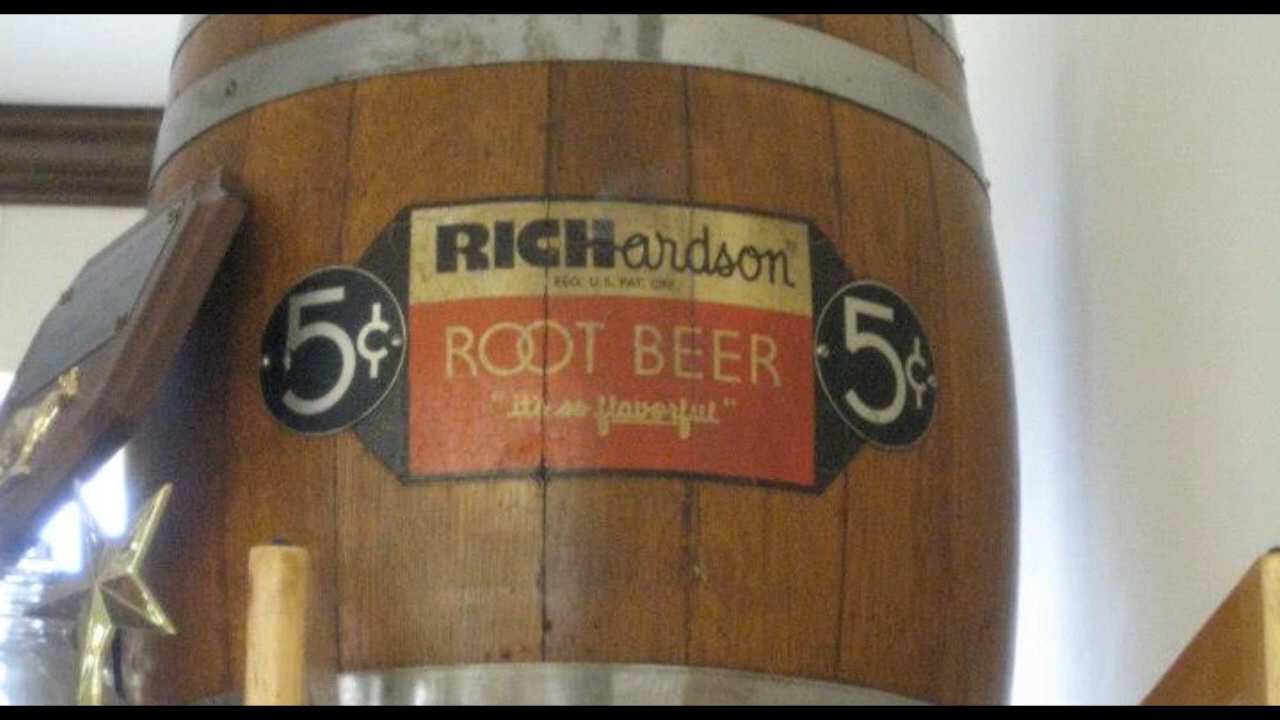 RICHardson
REG. U.S. PAT. OFF.
5¢ ROOT BEER 5¢
"it's so flavorful"